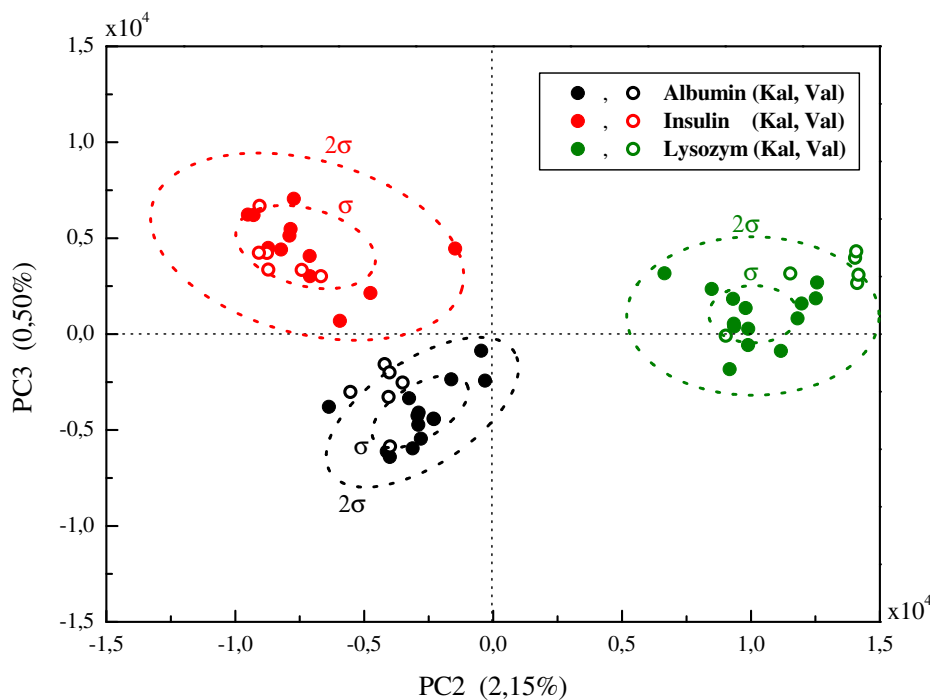 x10⁴
1,5
1,0
0,5
0,0
-0,5
-1,0
-1,5
PC3 (0,50%)
, Albumin (Kal, Val)
, Insulin (Kal, Val)
, Lysozym (Kal, Val)
2σ
σ
2σ
σ
σ
2σ
-1,5 -1,0 -0,5 0,0 0,5 1,0 1,5
x10⁴
PC2 (2,15%)